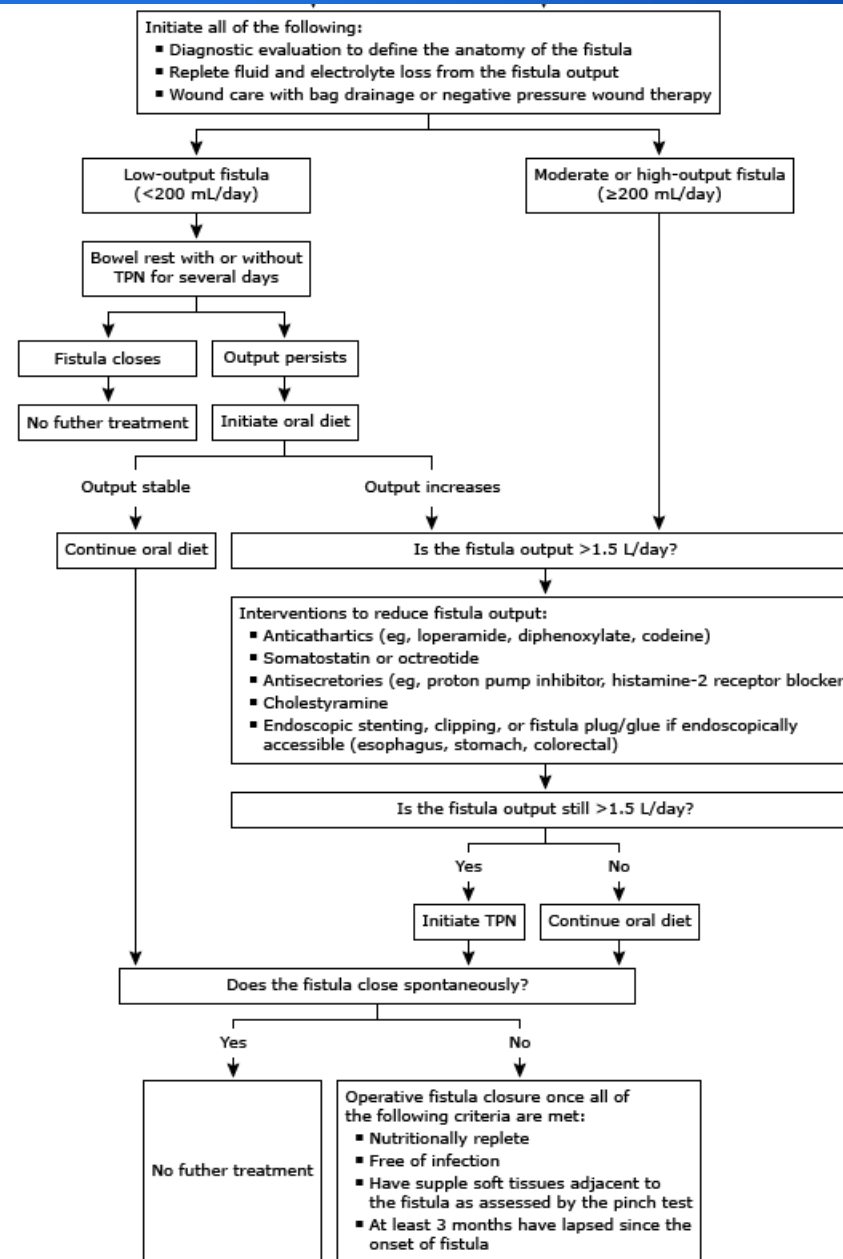 Initiate all of the following:
▪ Diagnostic evaluation to define the anatomy of the fistula
▪ Replete fluid and electrolyte loss from the fistula output
▪ Wound care with bag drainage or negative pressure wound therapy
Low-output fistula
(<200 mL/day)
Moderate or high-output fistula
(≥200 mL/day)
Bowel rest with or without
TPN for several days
Fistula closes
Output persists
No futher treatment
Initiate oral diet
Output stable
Output increases
Continue oral diet
Is the fistula output >1.5 L/day?
Interventions to reduce fistula output:
▪ Anticathartics (eg, loperamide, diphenoxylate, codeine)
▪ Somatostatin or octreotide
▪ Antisecretories (eg, proton pump inhibitor, histamine-2 receptor blocker
▪ Cholestyramine
▪ Endoscopic stenting, clipping, or fistula plug/glue if endoscopically
accessible (esophagus, stomach, colorectal)
Is the fistula output still >1.5 L/day?
Yes
No
Initiate TPN
Continue oral diet
Does the fistula close spontaneously?
Yes
No
No futher treatment
Operative fistula closure once all of
the following criteria are met:
▪ Nutritionally replete
▪ Free of infection
▪ Have supple soft tissues adjacent to
the fistula as assessed by the pinch test
▪ At least 3 months have lapsed since the
onset of fistula